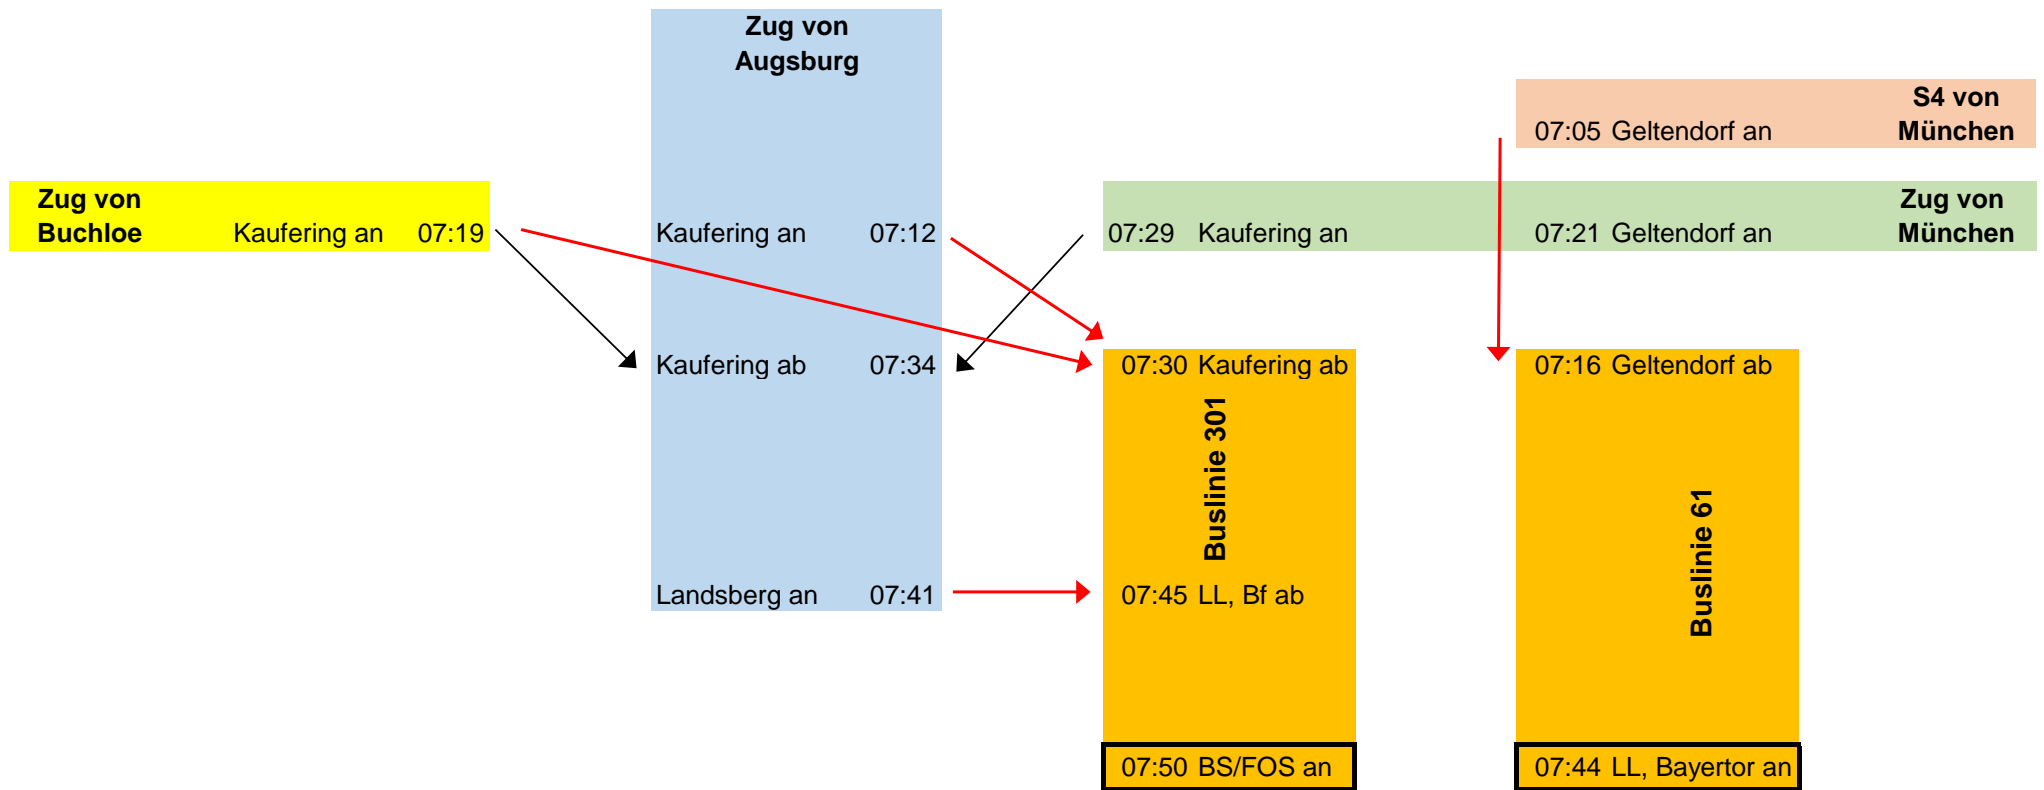 Zug von
Augsburg
S4 von
07:05 Geltendorf an München
Zug von
Buchloe Kaufering an 07:19
Kaufering an 07:12
Zug von
07:29 Kaufering an 07:21 Geltendorf an München
Kaufering ab 07:34
07:30 Kaufering ab
07:16 Geltendorf ab
Buslinie 301
Buslinie 61
Landsberg an 07:41
07:45 LL, Bf ab
07:50 BS/FOS an
07:44 LL, Bayertor an